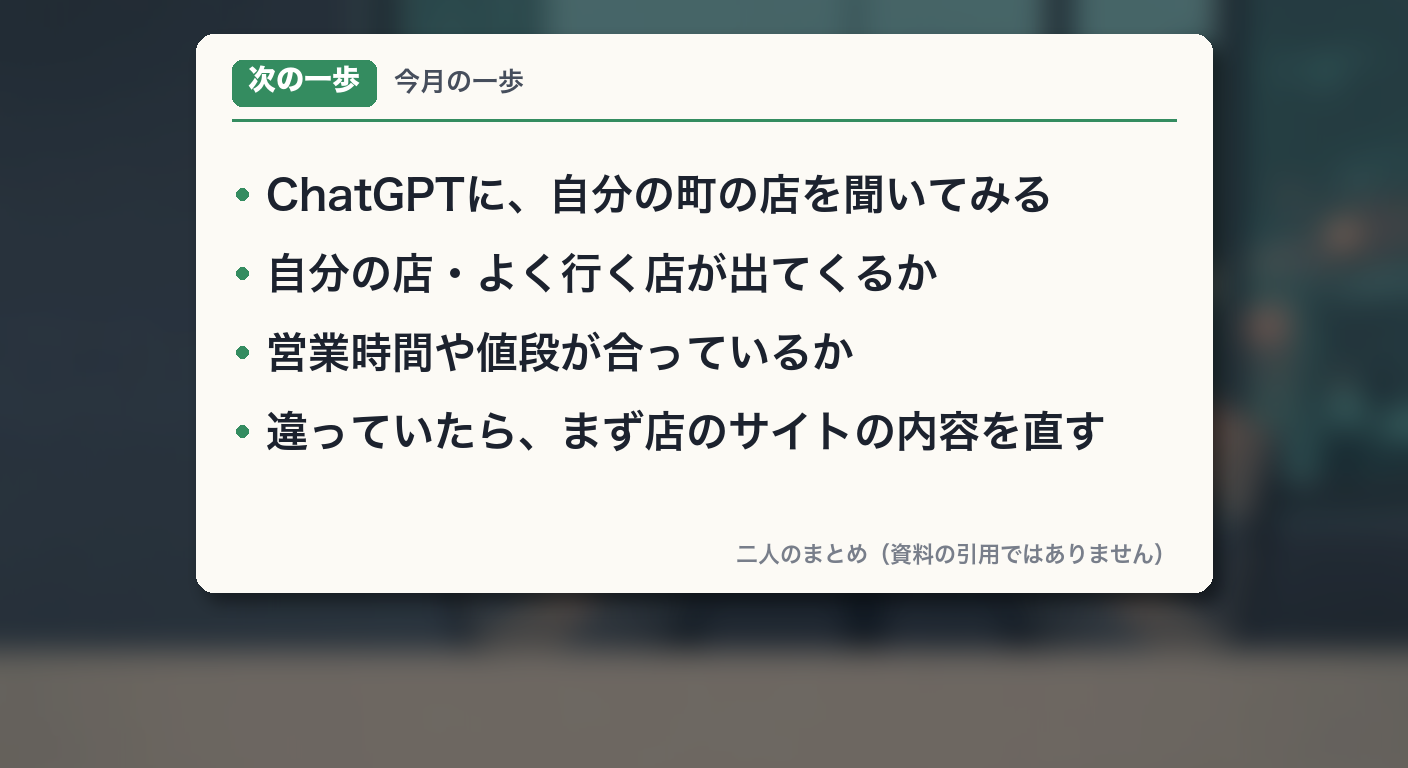 次の一歩 今月の一歩
• ChatGPTに、自分の町の店を聞いてみる
• 自分の店・よく行く店が出てくるか
• 営業時間や値段が合っているか
• 違っていたら、まず店のサイトの内容を直す
二人のまとめ（資料の引用ではありません）